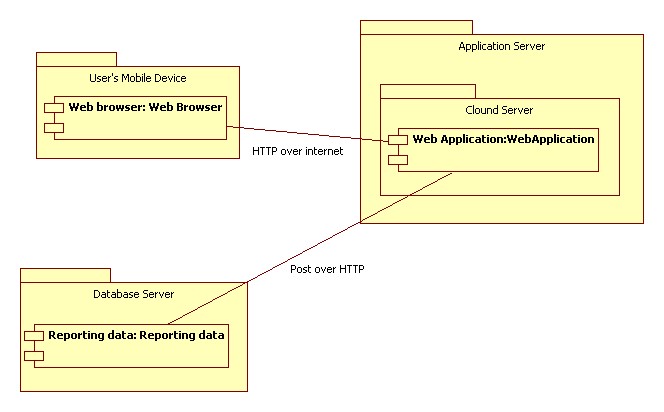 Application Server
User's Mobile Device
Web browser: Web Browser
Clound Server
Web Application:WebApplication
HTTP over internet
Post over HTTP
Database Server
Reporting data: Reporting data